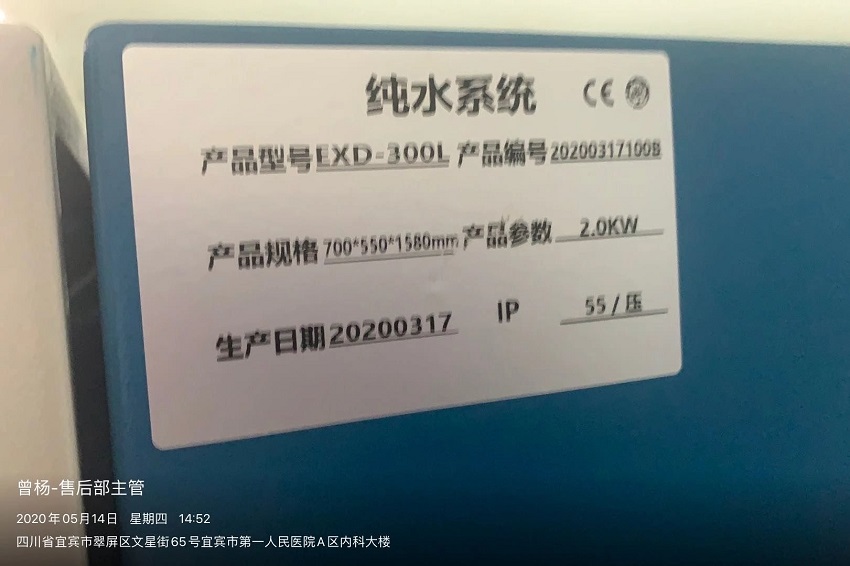 纯水系统 CE
产品型号EXD-300L 产品编号20200317100B
产品规格700*550*1580mm 产品参数 2.0KW
生产日期20200317 IP 55 / 压
曾杨-售后部主管
2020年05月14日 星期四 14:52
四川省宜宾市翠屏区文星街65号宜宾市第一人民医院A区内科大楼